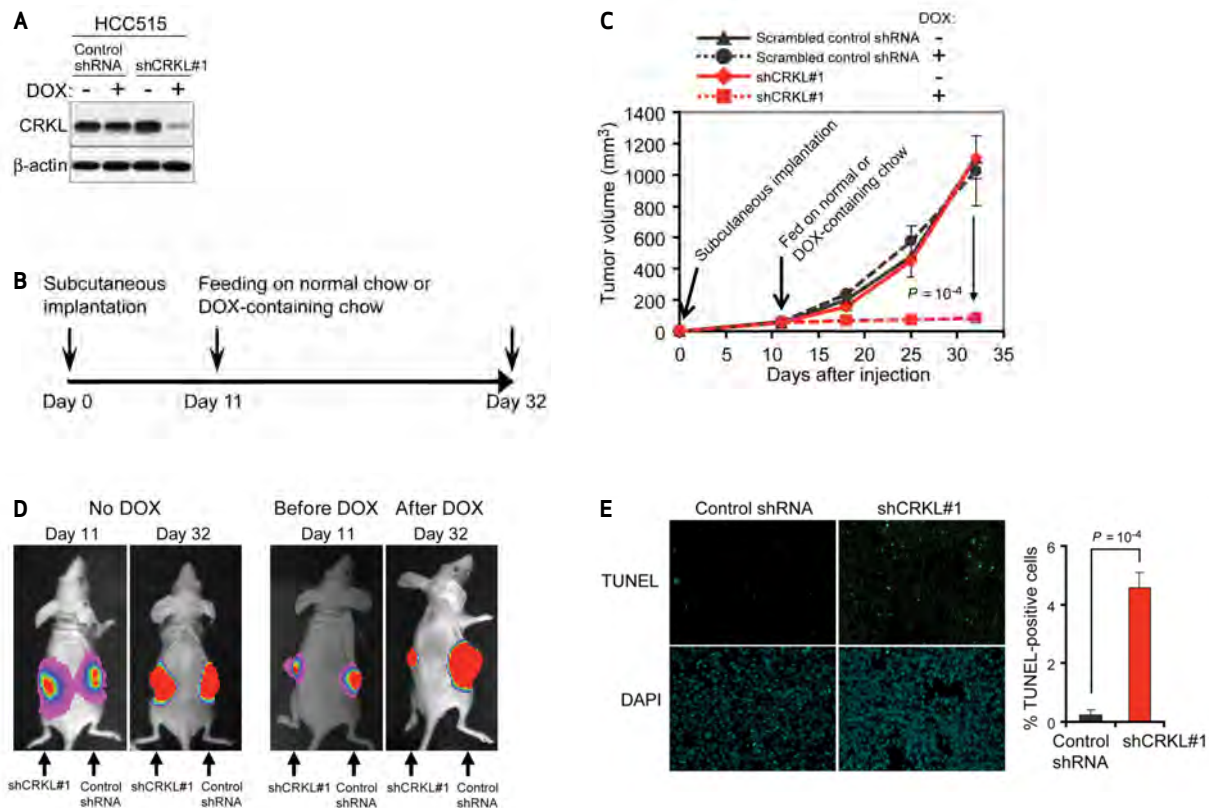 A
HCC515
Control
shRNA shCRKL#1
DOX: - + - +
CRKL
β-actin
B
Subcutaneous
implantation
Feeding on normal chow or
DOX-containing chow
Day 0
Day 11
Day 32
C
DOX:
Scrambled control shRNA -
Scrambled control shRNA +
shCRKL#1 -
shCRKL#1 +
Tumor volume (mm³)
1400
1200
1000
800
600
400
200
0
Subcutaneous implantation
Fed on normal or
DOX-containing chow
P = 10⁻⁴
0 5 10 15 20 25 30 35
Days after injection
D
No DOX
Day 11
Day 32
Before DOX
Day 11
After DOX
Day 32
shCRKL#1
Control
shRNA
shCRKL#1
Control
shRNA
shCRKL#1
Control
shRNA
shCRKL#1
Control
shRNA
E
Control shRNA
shCRKL#1
TUNEL
DAPI
% TUNEL-positive cells
P = 10⁻⁴
6
4
2
0
Control
shRNA
shCRKL#1